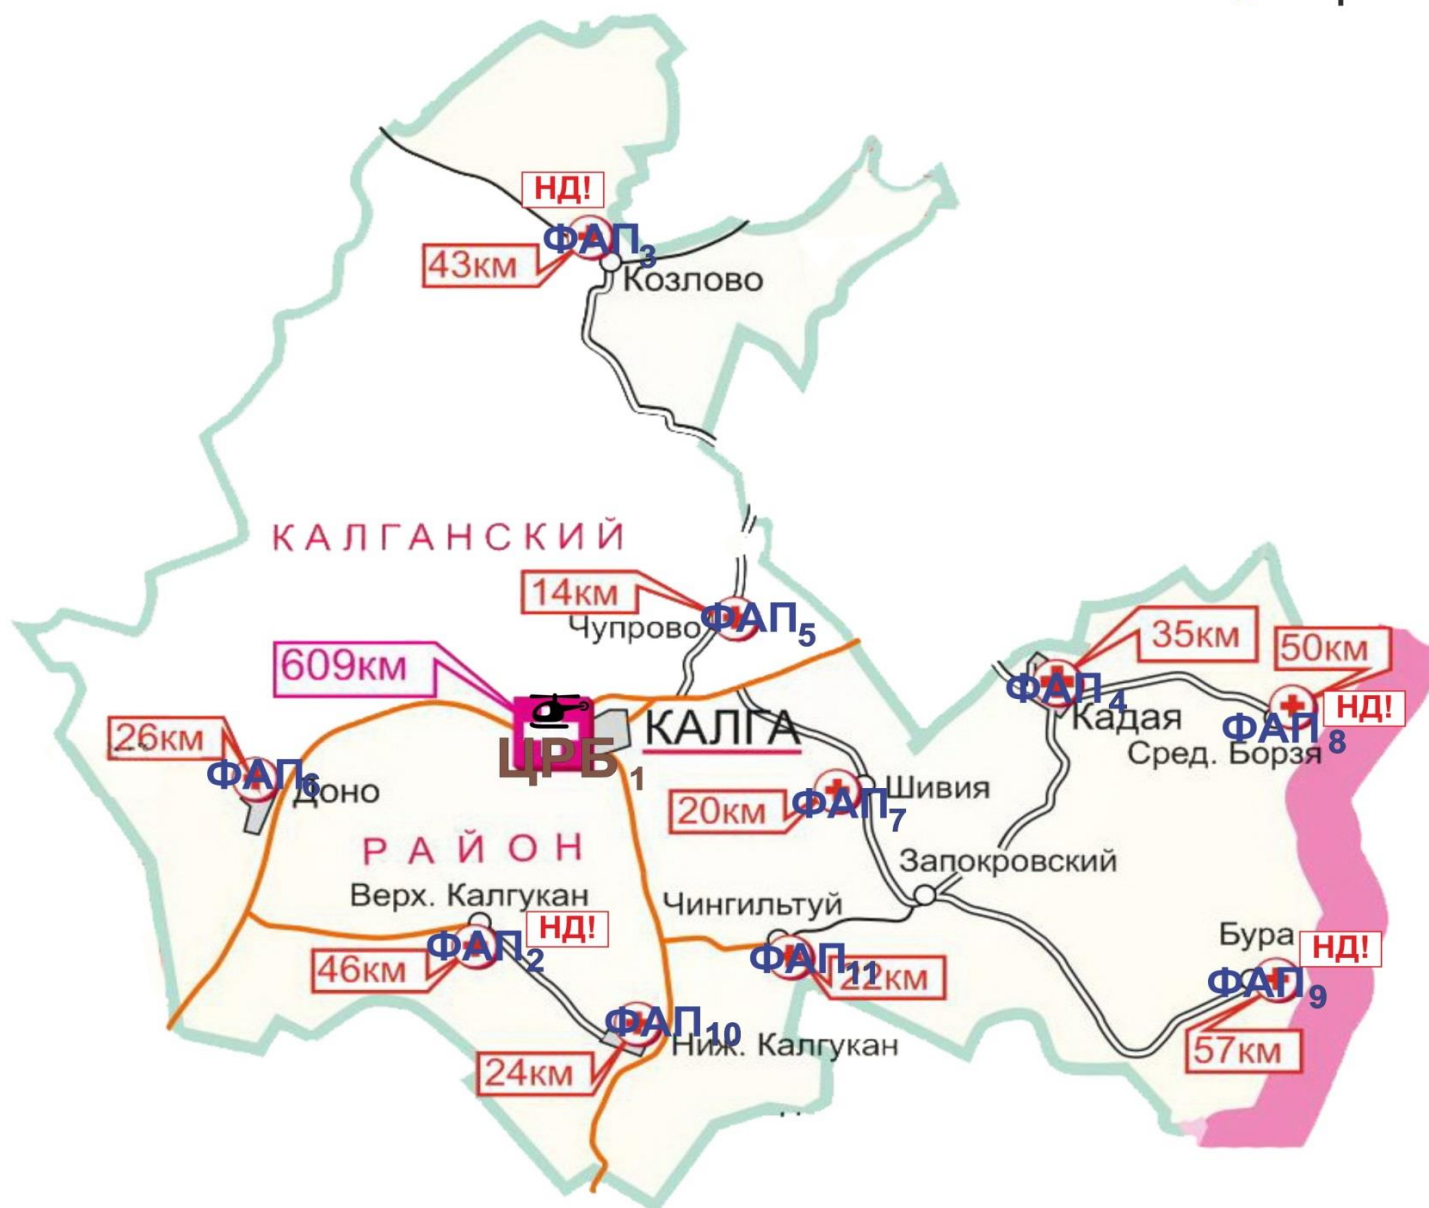 НД!
ФАП3
43км
Козлово
КАЛГАНСКИЙ
14км
ФАП5
Чупрово
609км
35км
50км
ФАП4
НД!
Кадая
ФАП8
Сред. Борзя
КАЛГА
26км
ЦРБ1
ФАП6
Доно
Шивия
20км
ФАП7
РАЙОН
Запокровский
Верх. Калгукан
Чингильтуй
НД!
Бура
НД!
ФАП2
46км
ФАП11
22км
ФАП9
ФАП10
Ниж. Калгукан
24км
57км